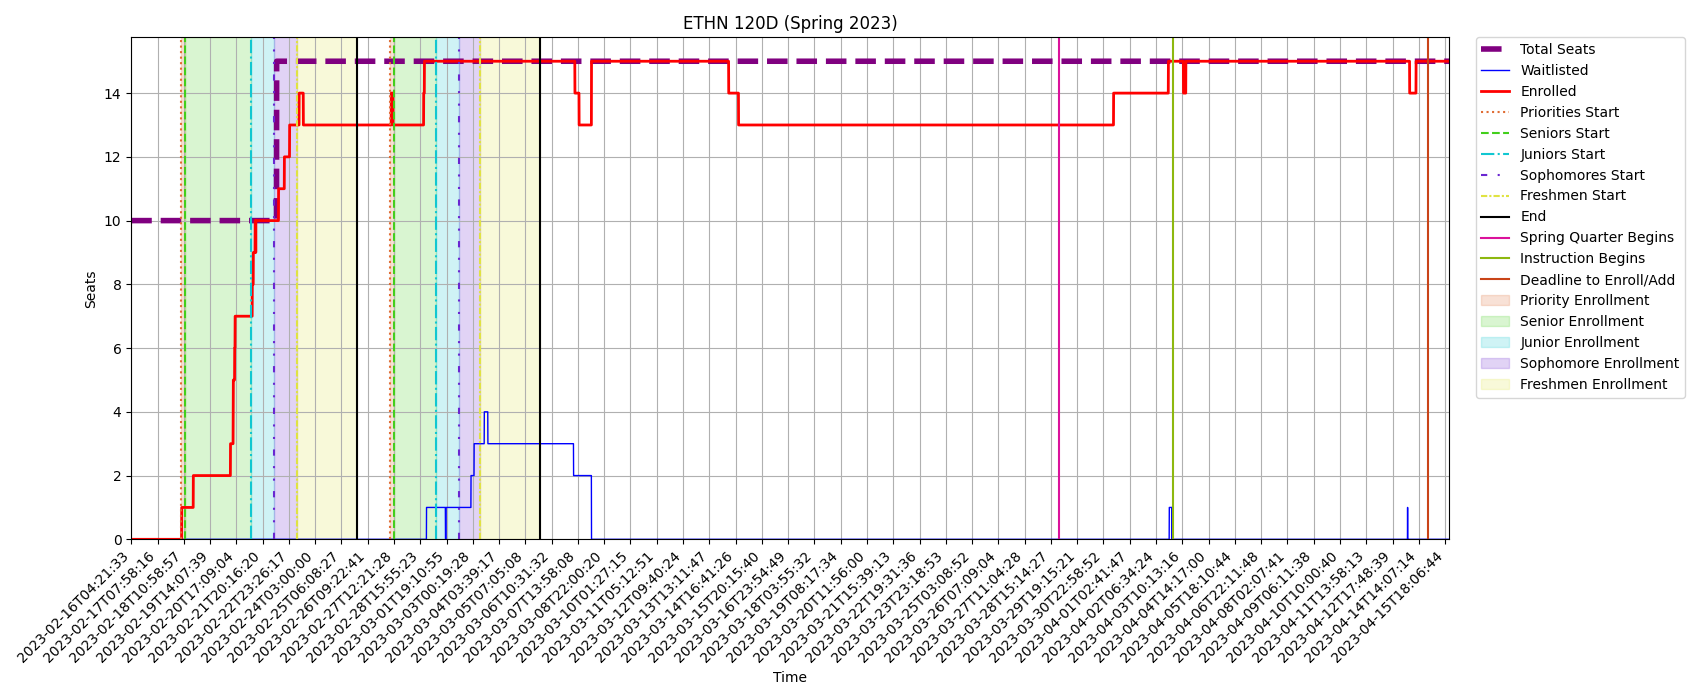 ETHN 120D (Spring 2023)
Total Seats
Waitlisted
Enrolled
Priorities Start
Seniors Start
Juniors Start
Sophomores Start
Freshmen Start
End
Spring Quarter Begins
Instruction Begins
Deadline to Enroll/Add
Priority Enrollment
Senior Enrollment
Junior Enrollment
Sophomore Enrollment
Freshmen Enrollment
Seats
14
12
10
8
6
4
2
0
2023-02-16T04:21:33
2023-02-17T07:58:16
2023-02-18T10:58:57
2023-02-19T14:07:39
2023-02-20T17:09:04
2023-02-21T20:16:20
2023-02-22T23:26:17
2023-02-24T03:00:00
2023-02-25T06:08:27
2023-02-26T09:22:41
2023-02-27T12:21:28
2023-02-28T15:55:23
2023-03-01T19:10:55
2023-03-03T00:19:28
2023-03-04T03:39:17
2023-03-05T07:05:08
2023-03-06T10:31:32
2023-03-07T13:58:08
2023-03-08T22:00:20
2023-03-10T01:27:15
2023-03-11T05:12:51
2023-03-12T09:40:24
2023-03-13T13:11:47
2023-03-14T16:41:26
2023-03-15T20:15:40
2023-03-16T23:54:49
2023-03-18T03:55:32
2023-03-19T08:17:34
2023-03-20T11:56:00
2023-03-21T15:39:13
2023-03-22T19:31:36
2023-03-23T23:18:53
2023-03-25T03:08:52
2023-03-26T07:09:04
2023-03-27T11:04:28
2023-03-28T15:14:27
2023-03-29T19:15:21
2023-03-30T22:58:52
2023-04-01T02:41:47
2023-04-02T06:34:24
2023-04-03T10:13:16
2023-04-04T14:17:00
2023-04-05T18:10:44
2023-04-06T22:11:48
2023-04-08T02:07:41
2023-04-09T06:11:38
2023-04-10T10:00:40
2023-04-11T13:58:13
2023-04-12T17:48:39
2023-04-14T14:07:14
2023-04-15T18:06:44
Time